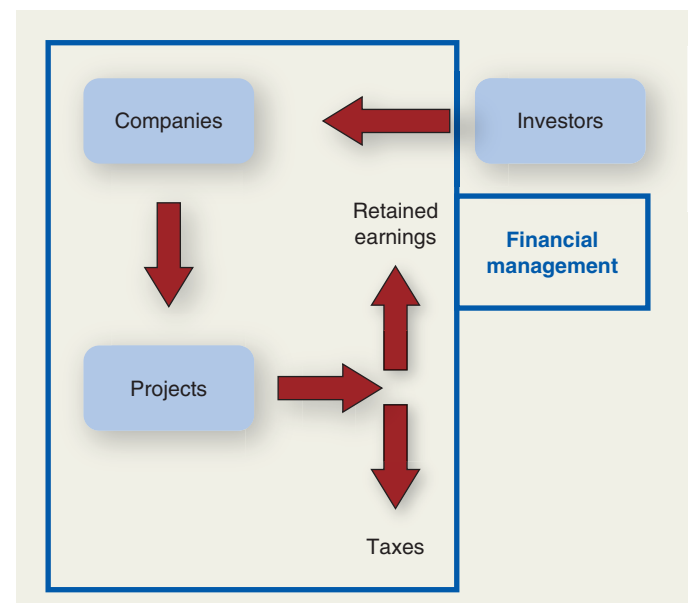 Companies
Investors
Retained
earnings
Financial
management
Projects
Taxes